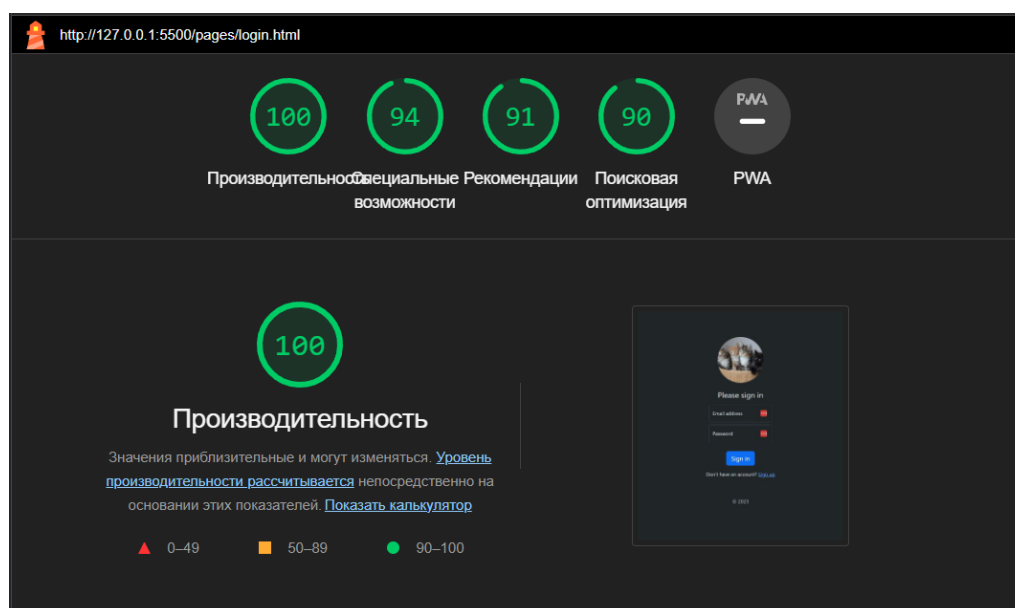 http://127.0.0.1:5500/pages/login.html
100
94
91
90
PWA
Производительность
Специальные
возможности
Рекомендации
Поисковая
оптимизация
PWA
100
Производительность
Значения приблизительные и могут изменяться. Уровень
производительности рассчитывается непосредственно на
основании этих показателей. Показать калькулятор
0–49
50–89
90–100
Please sign in
Email address
Password
Sign in
Don't have an account? Sign up
© 2023